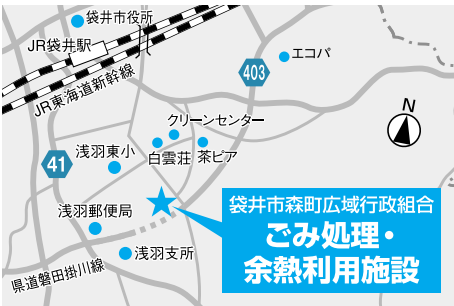 袋井市役所
JR袋井駅
JR東海道新幹線
エコパ
403
N
クリーンセンター
41
浅羽東小
白雲荘
茶ピア
浅羽郵便局
袋井市森町広域行政組合
ごみ処理・
余熱利用施設
浅羽支所
県道磐田掛川線